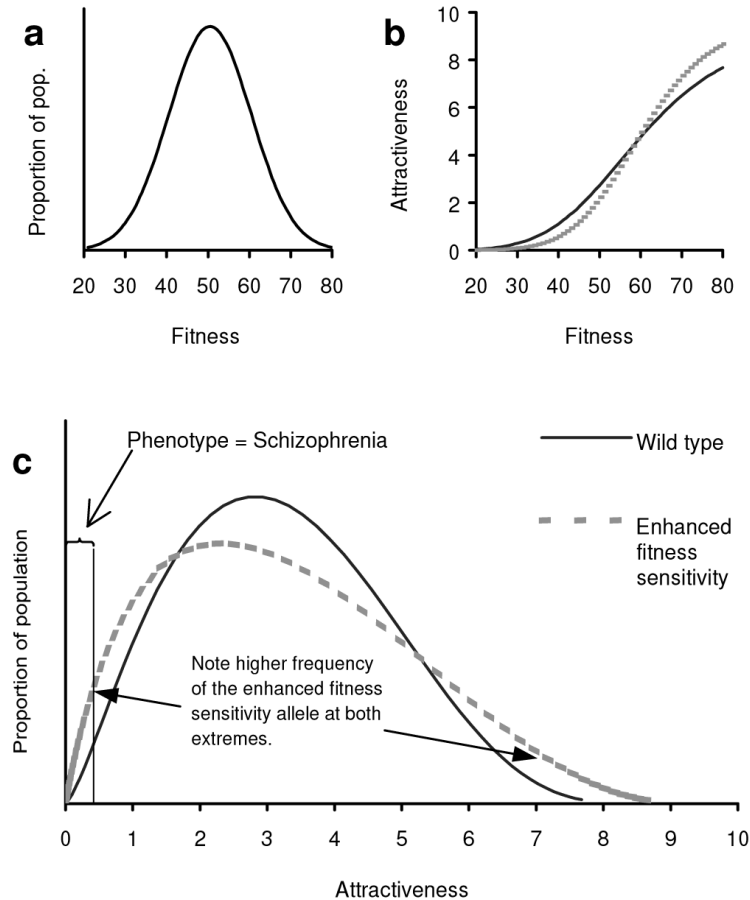 a
Proportion of pop.
20 30 40 50 60 70 80
Fitness
b
Attractiveness
10
8
6
4
2
0
20 30 40 50 60 70 80
Fitness
c
Phenotype = Schizophrenia
Wild type
Enhanced
fitness
sensitivity
Proportion of population
Note higher frequency
of the enhanced fitness
sensitivity allele at both
extremes.
0 1 2 3 4 5 6 7 8 9 10
Attractiveness